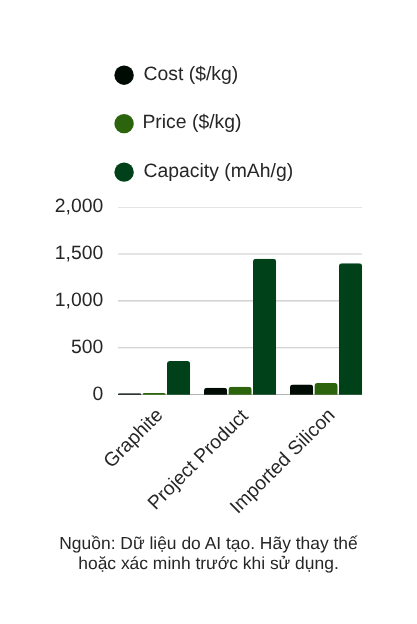 Cost ($/kg)
Price ($/kg)
Capacity (mAh/g)
2,000
1,500
1,000
500
0
Graphite
Project Product
Imported Silicon
Nguồn: Dữ liệu do AI tạo. Hãy thay thế
hoặc xác minh trước khi sử dụng.